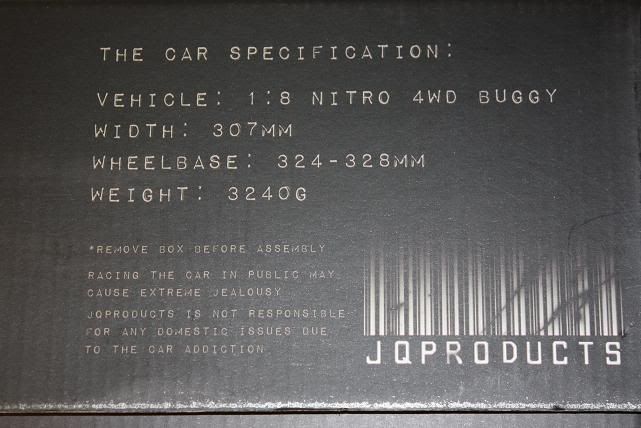 THE CAR SPECIFICATION:
VEHICLE: 1:8 NITRO 4WD BUGGY
WIDTH: 307MM
WHEELBASE: 324-328MM
WEIGHT: 3240G
*REMOVE BOX BEFORE ASSEMBLY
RACING THE CAR IN PUBLIC MAY
CAUSE EXTREME JEALOUSY
JQPRODUCTS IS NOT RESPONSIBLE
FOR ANY DOMESTIC ISSUES DUE
TO THE CAR ADDICTION.
JQPRODUCTS